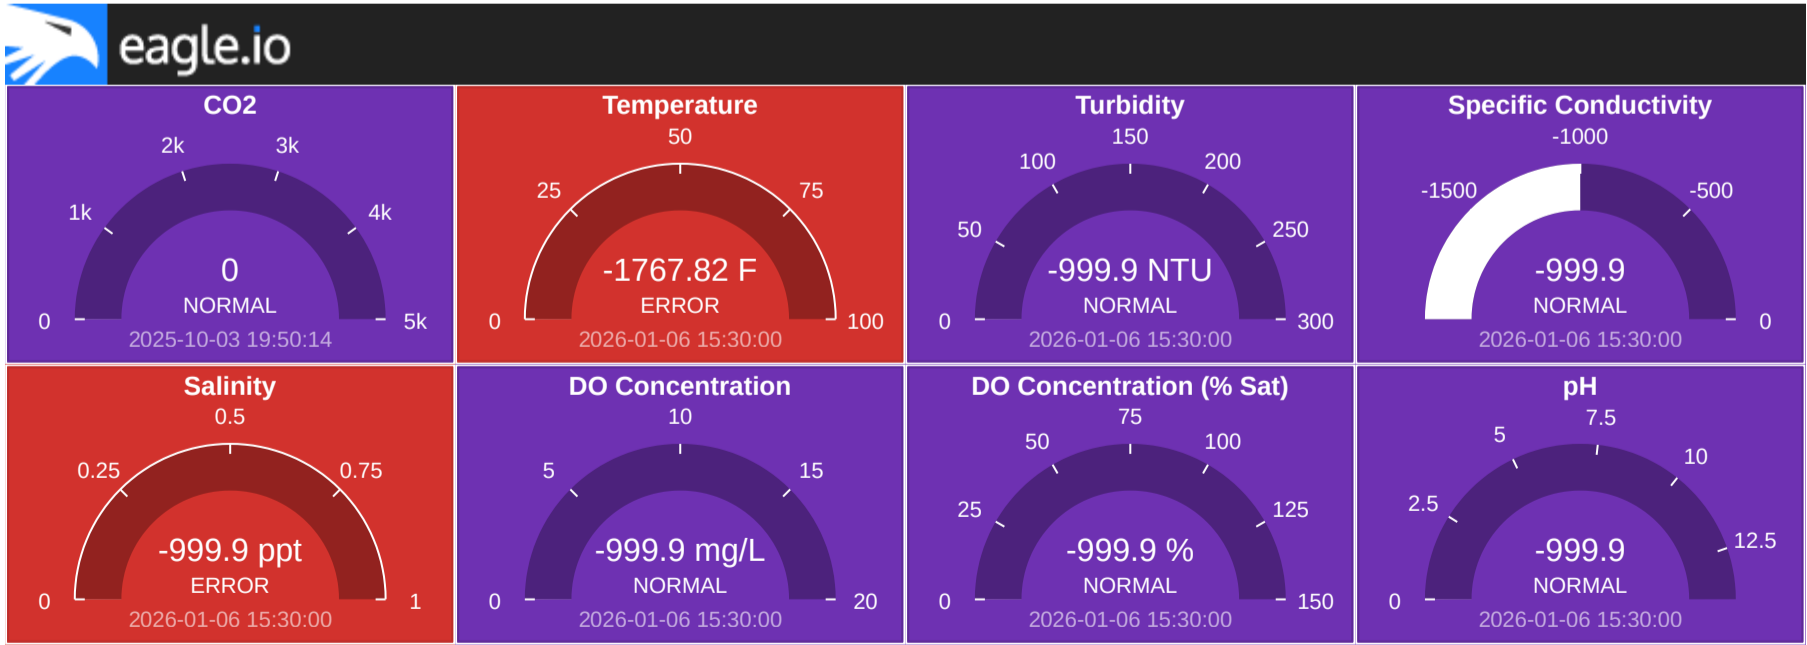 eagle.io
CO2
2k
3k
1k
4k
0
NORMAL
0
5k
2025-10-03 19:50:14
Temperature
50
25
75
-1767.82 F
ERROR
0
100
2026-01-06 15:30:00
Turbidity
150
100
200
50
250
-999.9 NTU
NORMAL
0
300
2026-01-06 15:30:00
Specific Conductivity
-1000
-1500
-500
-999.9
NORMAL
0
2026-01-06 15:30:00
Salinity
0.5
0.25
0.75
-999.9 ppt
ERROR
0
1
2026-01-06 15:30:00
DO Concentration
10
5
15
-999.9 mg/L
NORMAL
0
20
2026-01-06 15:30:00
DO Concentration (% Sat)
75
50
100
25
125
-999.9 %
NORMAL
0
150
2026-01-06 15:30:00
pH
7.5
5
10
2.5
12.5
-999.9
NORMAL
0
2026-01-06 15:30:00